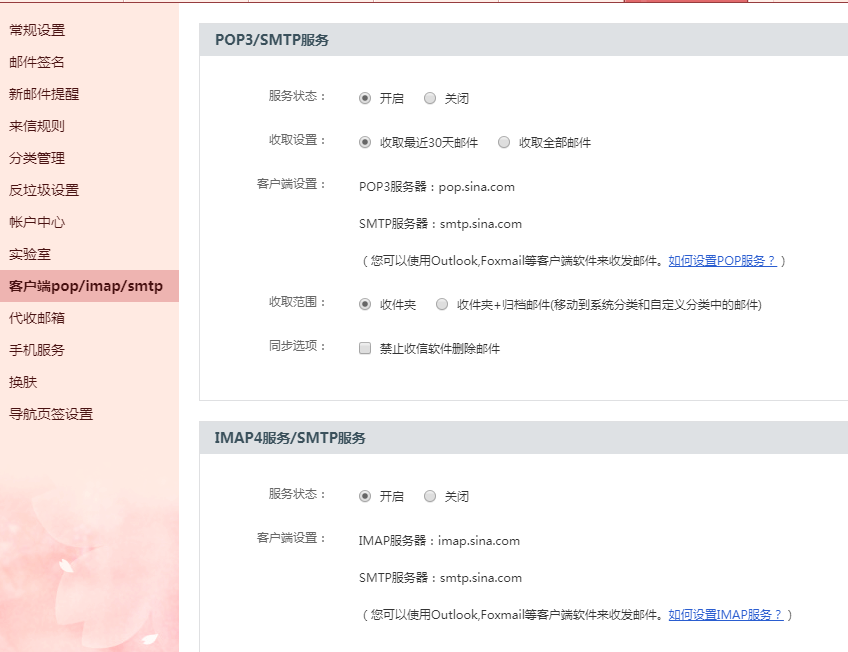 常规设置
邮件签名
新邮件提醒
来信规则
分类管理
反垃圾设置
帐户中心
实验室
客户端pop/imap/smtp
代收邮箱
手机服务
换肤
导航页签设置
POP3/SMTP服务
服务状态： 开启 关闭
收取设置： 收取最近30天邮件 收取全部邮件
客户端设置： POP3服务器：pop.sina.com
SMTP服务器：smtp.sina.com
（您可以使用Outlook,Foxmail等客户端软件来收发邮件。如何设置POP服务？）
收取范围： 收件夹 收件夹+归档邮件(移动到系统分类和自定义分类中的邮件)
同步选项： 禁止收信软件删除邮件
IMAP4服务/SMTP服务
服务状态： 开启 关闭
客户端设置： IMAP服务器：imap.sina.com
SMTP服务器：smtp.sina.com
（您可以使用Outlook,Foxmail等客户端软件来收发邮件。如何设置IMAP服务？）